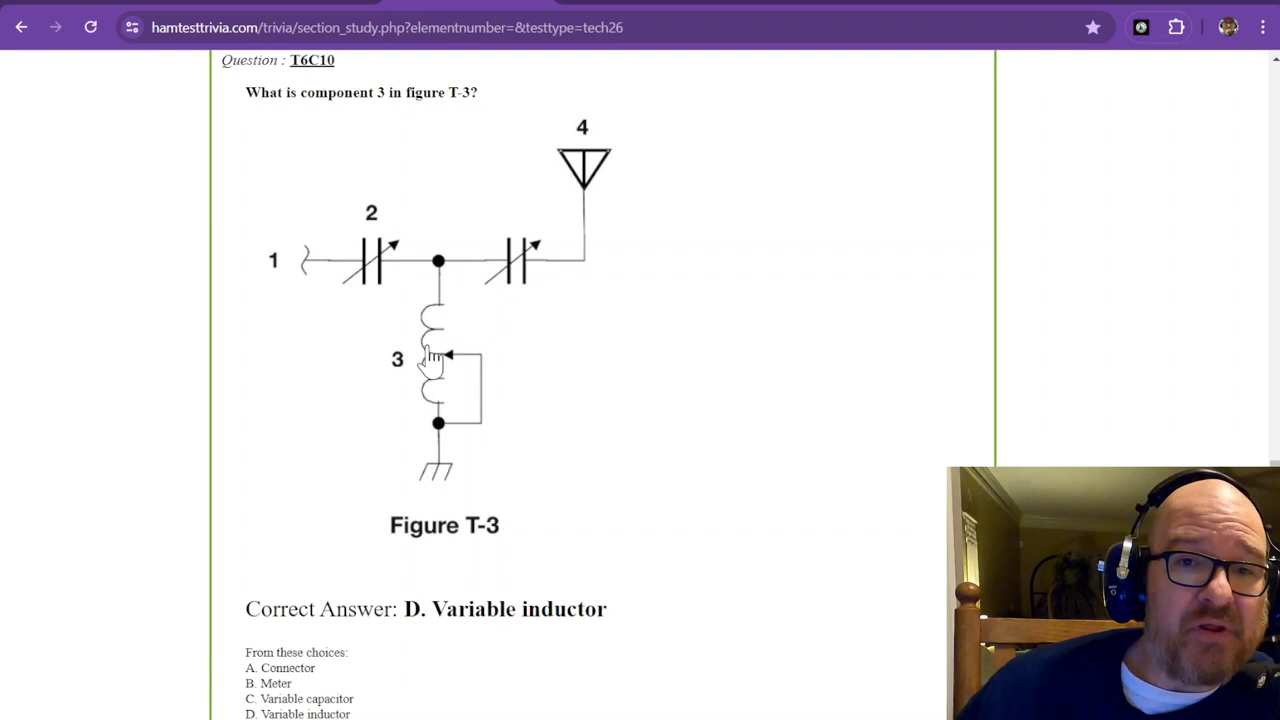 hamtesttrivia.com/trivia/section_study.php?elementnumber=&testtype=tech26
Question : T6C10
What is component 3 in figure T-3?
4
2
1
3
Figure T-3
Correct Answer: D. Variable inductor
From these choices:
A. Connector
B. Meter
C. Variable capacitor
D. Variable inductor